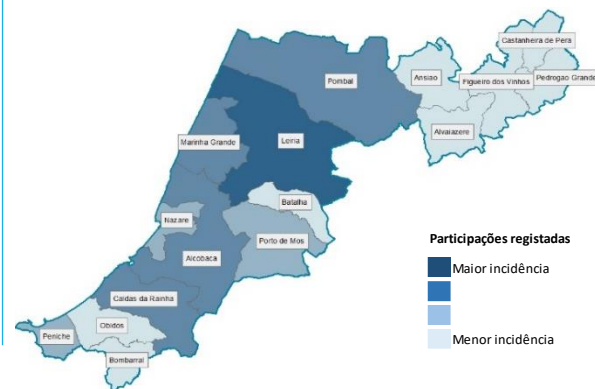 Castanheira de Pera
Ansiao
Figueiro dos Vinhos
Pedrogao Grande
Pombal
Alvaiazere
Marinha Grande
Leiria
Batalha
Nazare
Porto de Mos
Alcobaca
Caldas da Rainha
Peniche
Obidos
Bombarral
Participações registadas
Maior incidência
Menor incidência